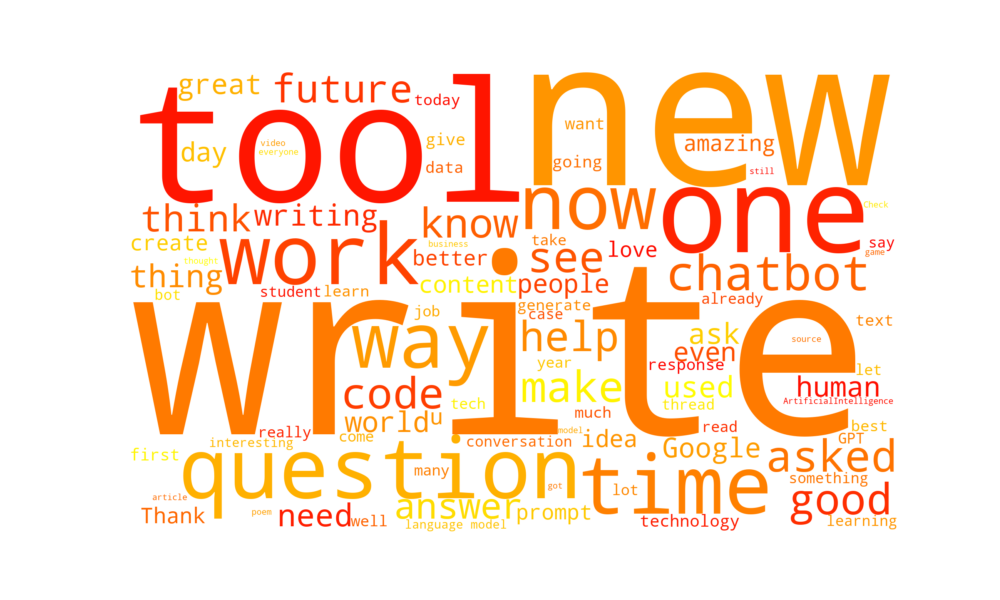 great future today
tool new
day video everyone give data
want going amazing still
think writing know now one Check
create work business better take see love say game
thing thought content people chatbot
bot student learn generate already
write
job case text
way help ask even response source
year make used human let
code tech thread ArtificialIntelligence
world u much read best
really come model conversation idea Google GPT
first interesting question many time asked
got lot something
article answer prompt good
Thank poem need well language model technology learning